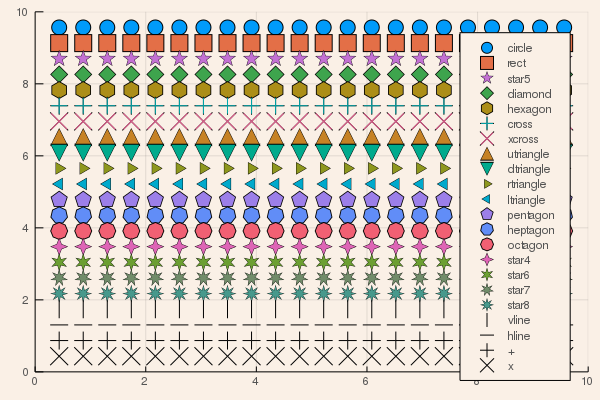 10
8
6
4
2
0
0
2
4
6
8
10
circle
rect
star5
diamond
hexagon
cross
xcross
utriangle
dtriangle
rtriangle
ltriangle
pentagon
heptagon
octagon
star4
star6
star7
star8
vline
hline
+
x